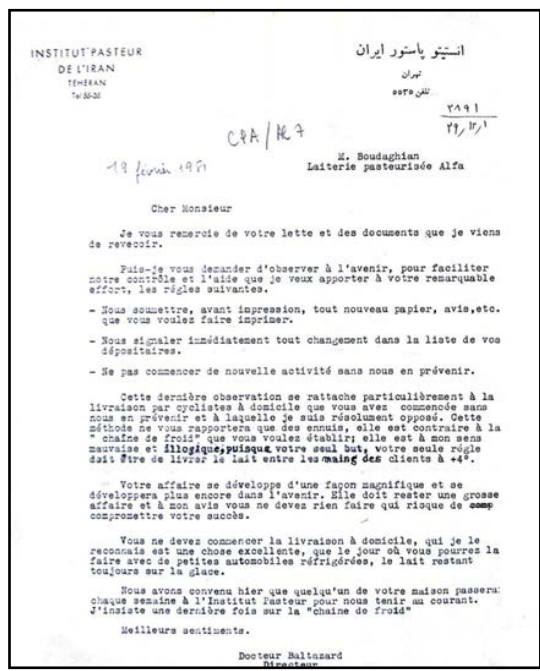 INSTITUT PASTEUR
DE L'IRAN
TEHERAN
انستیتو پاستور ایران
تهران
تلفن ۵۵۳۵
۲۸۹۱
۲۹/۱۲/۱
19 février 1951
M. Boudaghian
Laiterie pasteurisée Alfa
Cher Monsieur
Je vous remercie de votre lette et des documents que je viens
de revecoir.
Puis-je vous demander d'observer à l'avenir, pour faciliter
notre contrôle et l'aide que je veux apporter à votre remarquable
effort, les règles suivantes.
- Nous soumettre, avant impression, tout nouveau papier, avis,etc.
que vous voulez faire imprimer.
- Nous signaler immédiatement tout changement dans la liste de vos
dépositaires.
- Ne pas commencer de nouvelle activité sans nous en prévenir.
Cette dernière observation se rattache particulièrement à la
livraison par cyclistes à domicile que vous avez commencée sans
nous en prévenir et à laquelle je suis résolument opposé. Cette
méthode ne vous rapportera que des ennuis, elle est contraire à la
" chaîne de froid" que vous voulez établir; elle est à mon sens
mauvaise et illogique,puisque votre seul but, votre seule règle
doit être de livrer le lait entre les mains des clients à +4°.
Votre affaire se développe d'une façon magnifique et se
développera plus encore dans l'avenir. Elle doit rester une grosse
affaire et à mon avis vous ne devez rien faire qui risque de comp
compromettre votre succès.
Vous ne devez commencer la livraison à domicile, qui je le
reconnais est une chose excellente, que le jour où vous pourrez la
faire avec de petites automobiles réfrigérées, le lait restant
toujours sur la glace.
Nous avons convenu hier que quelqu'un de votre maison passera
chaque semaine à l'Institut Pasteur pour nous tenir au courant.
J'insiste une dernière fois sur la "chaine de froid"
Meilleurs sentiments.
Docteur Baltazard
Directeur